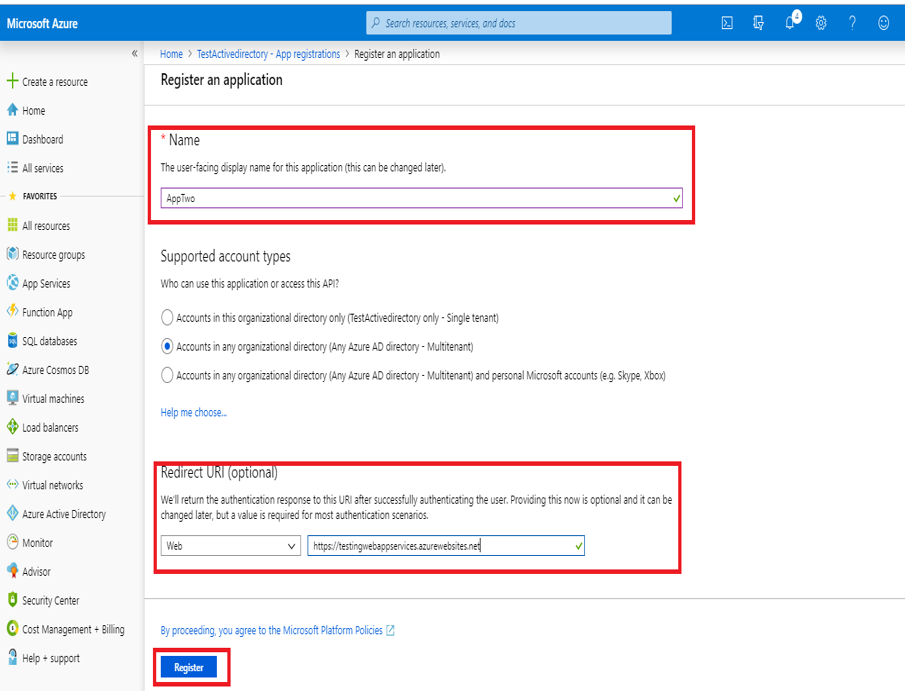 Microsoft Azure
Search resources, services, and docs
4
«
Home > TestActivedirectory - App registrations > Register an application
Create a resource
Home
Dashboard
All services
FAVORITES
All resources
Resource groups
App Services
Function App
SQL databases
Azure Cosmos DB
Virtual machines
Load balancers
Storage accounts
Virtual networks
Azure Active Directory
Monitor
Advisor
Security Center
Cost Management + Billing
Help + support
Register an application
* Name
The user-facing display name for this application (this can be changed later).
AppTwo
Supported account types
Who can use this application or access this API?
Accounts in this organizational directory only (TestActivedirectory only - Single tenant)
Accounts in any organizational directory (Any Azure AD directory - Multitenant)
Accounts in any organizational directory (Any Azure AD directory - Multitenant) and personal Microsoft accounts (e.g. Skype, Xbox)
Help me choose...
Redirect URI (optional)
We'll return the authentication response to this URI after successfully authenticating the user. Providing this now is optional and it can be
changed later, but a value is required for most authentication scenarios.
Web
https://testingwebappservices.azurewebsites.net
By proceeding, you agree to the Microsoft Platform Policies
Register